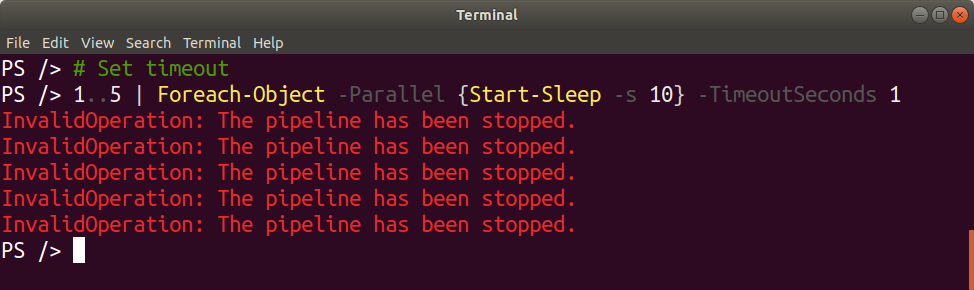 Terminal
File Edit View Search Terminal Help
PS /> # Set timeout
PS /> 1..5 | Foreach-Object -Parallel {Start-Sleep -s 10} -TimeoutSeconds 1
InvalidOperation: The pipeline has been stopped.
InvalidOperation: The pipeline has been stopped.
InvalidOperation: The pipeline has been stopped.
InvalidOperation: The pipeline has been stopped.
InvalidOperation: The pipeline has been stopped.
PS />